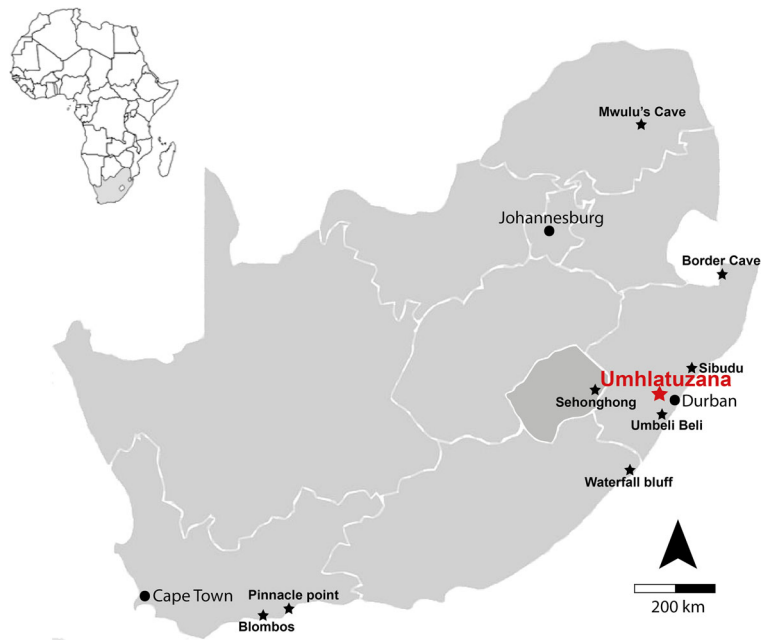 Mwulu's Cave
Johannesburg
Border Cave
Sibudu
Umhlatuzana
Sehonghong
Durban
Umbeli Beli
Waterfall bluff
Cape Town
Pinnacle point
Blombos
200 km